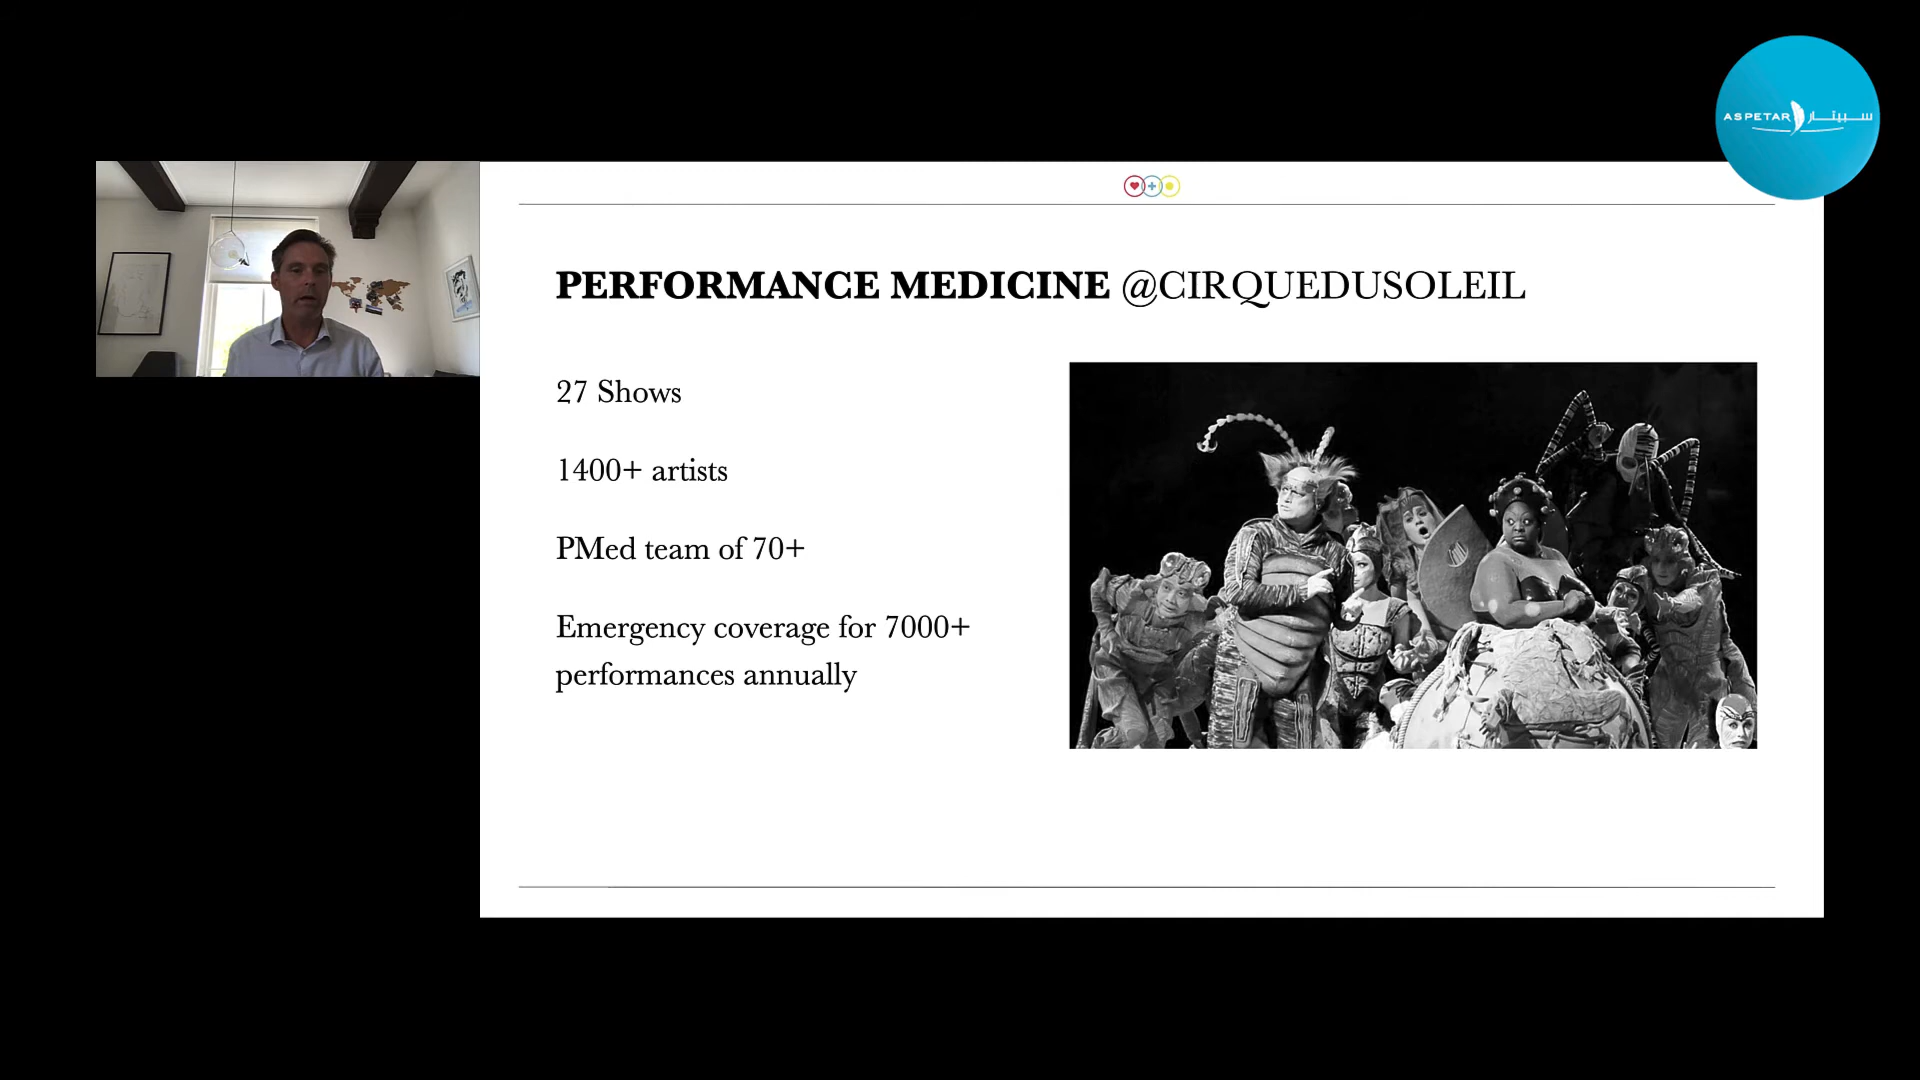 ASPETAR سبيتار
PERFORMANCE MEDICINE @CIRQUEDUSOLEIL
27 Shows
1400+ artists
PMed team of 70+
Emergency coverage for 7000+
performances annually